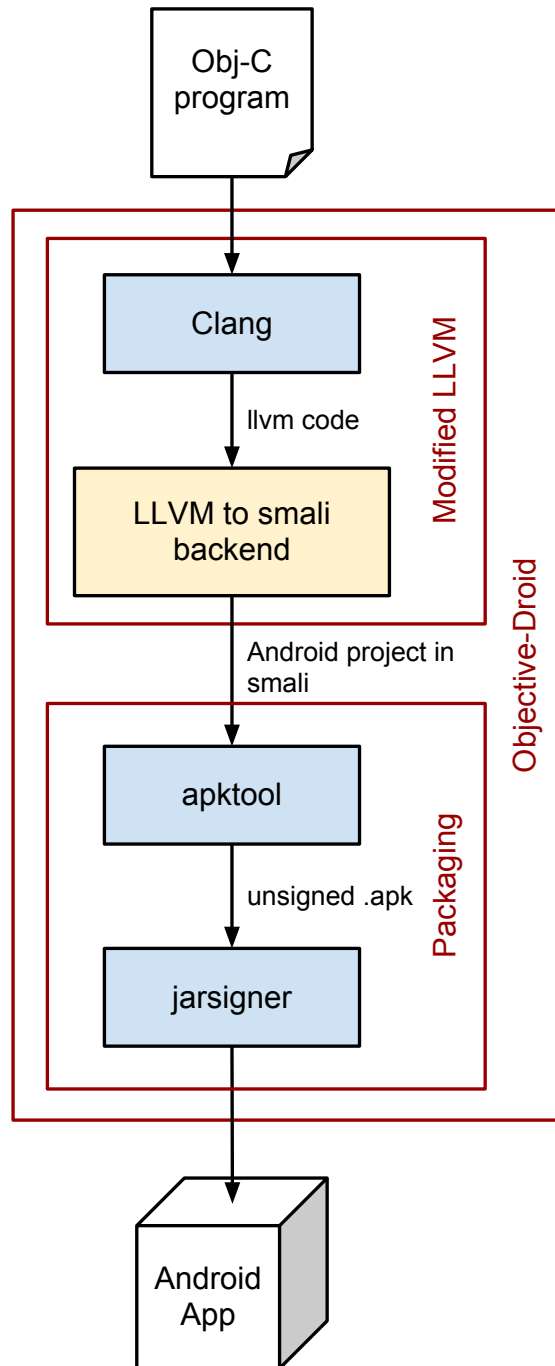 Obj-C
program
Clang
llvm code
LLVM to smali
backend
Modified LLVM
Android project in
smali
Objective-Droid
apktool
unsigned .apk
jarsigner
Packaging
Android
App